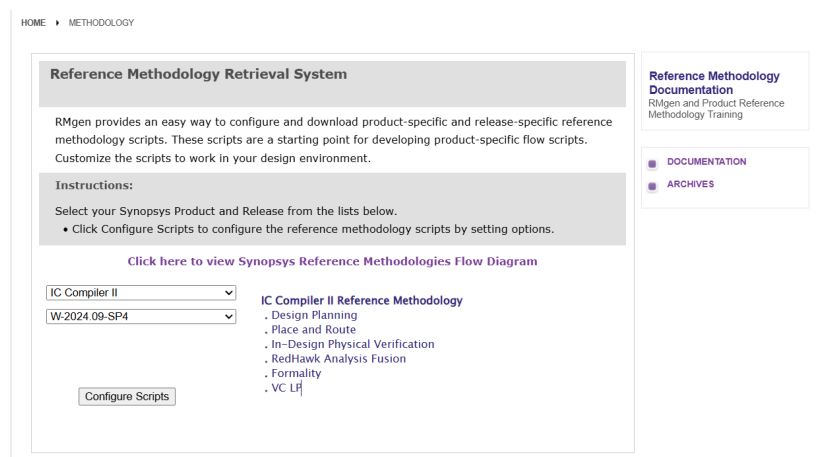 HOME ▸ METHODOLOGY
Reference Methodology Retrieval System
RMgen provides an easy way to configure and download product-specific and release-specific reference
methodology scripts. These scripts are a starting point for developing product-specific flow scripts.
Customize the scripts to work in your design environment.
Instructions:
Select your Synopsys Product and Release from the lists below.
• Click Configure Scripts to configure the reference methodology scripts by setting options.
Click here to view Synopsys Reference Methodologies Flow Diagram
IC Compiler II
W-2024.09-SP4
Configure Scripts
IC Compiler II Reference Methodology
. Design Planning
. Place and Route
. In-Design Physical Verification
. RedHawk Analysis Fusion
. Formality
. VC LP
Reference Methodology
Documentation
RMgen and Product Reference
Methodology Training
DOCUMENTATION
ARCHIVES